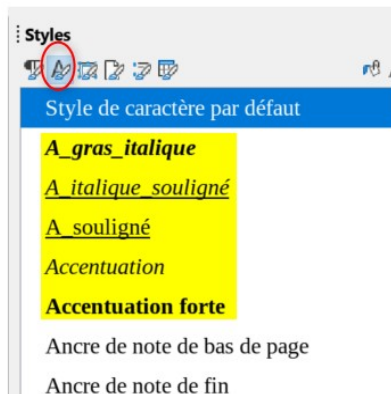 Styles
Style de caractère par défaut
A_gras_italique
A_italique_souligné
A_souligné
Accentuation
Accentuation forte
Ancre de note de bas de page
Ancre de note de fin